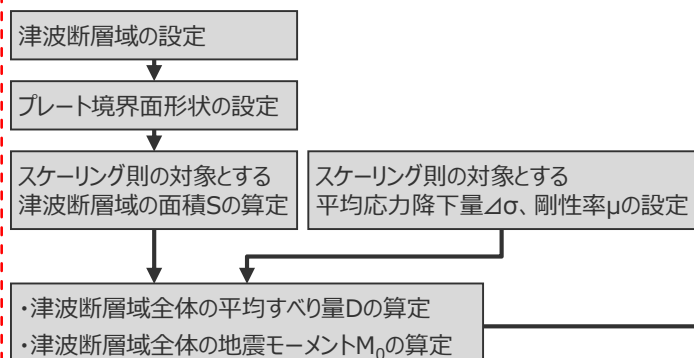 津波断層域の設定
プレート境界面形状の設定
スケーリング則の対象とする
津波断層域の面積Sの算定
スケーリング則の対象とする
平均応力降下量⊿σ、剛性率μの設定
・津波断層域全体の平均すべり量Dの算定
・津波断層域全体の地震モーメントM₀の算定